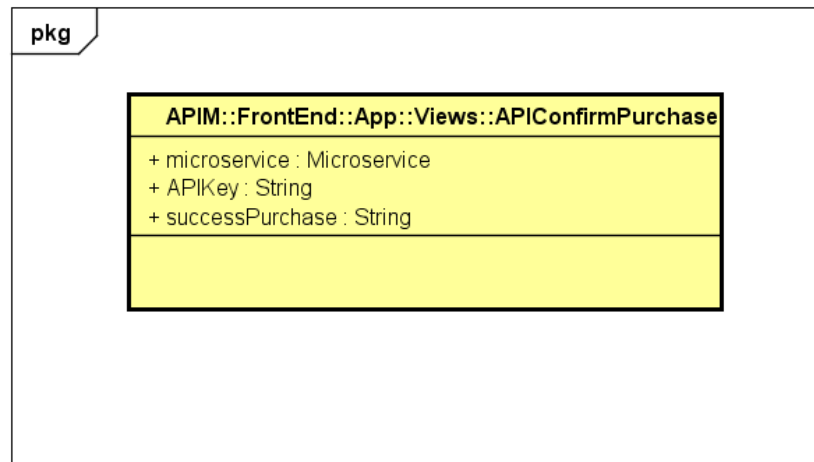 pkg
APIM::FrontEnd::App::Views::APIConfirmPurchase
+ microservice : Microservice
+ APIKey : String
+ successPurchase : String